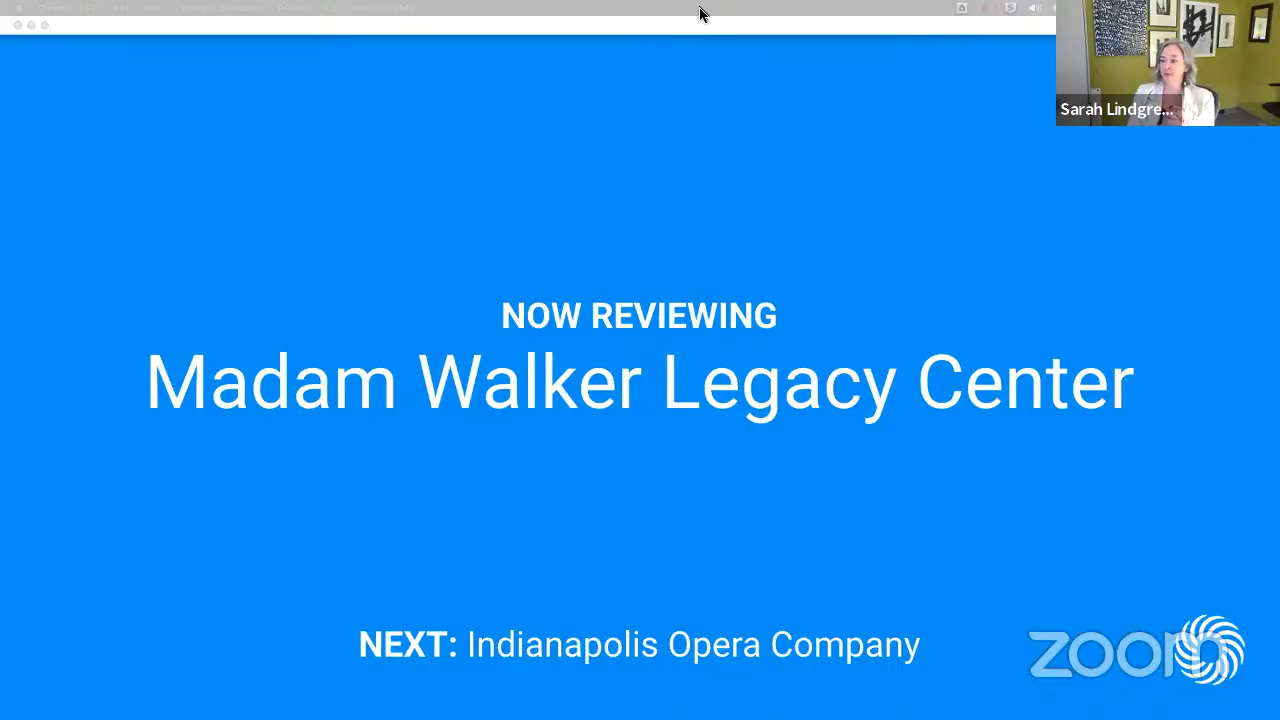 Sarah Lindgre...
NOW REVIEWING
Madam Walker Legacy Center
NEXT: Indianapolis Opera Company
zoom